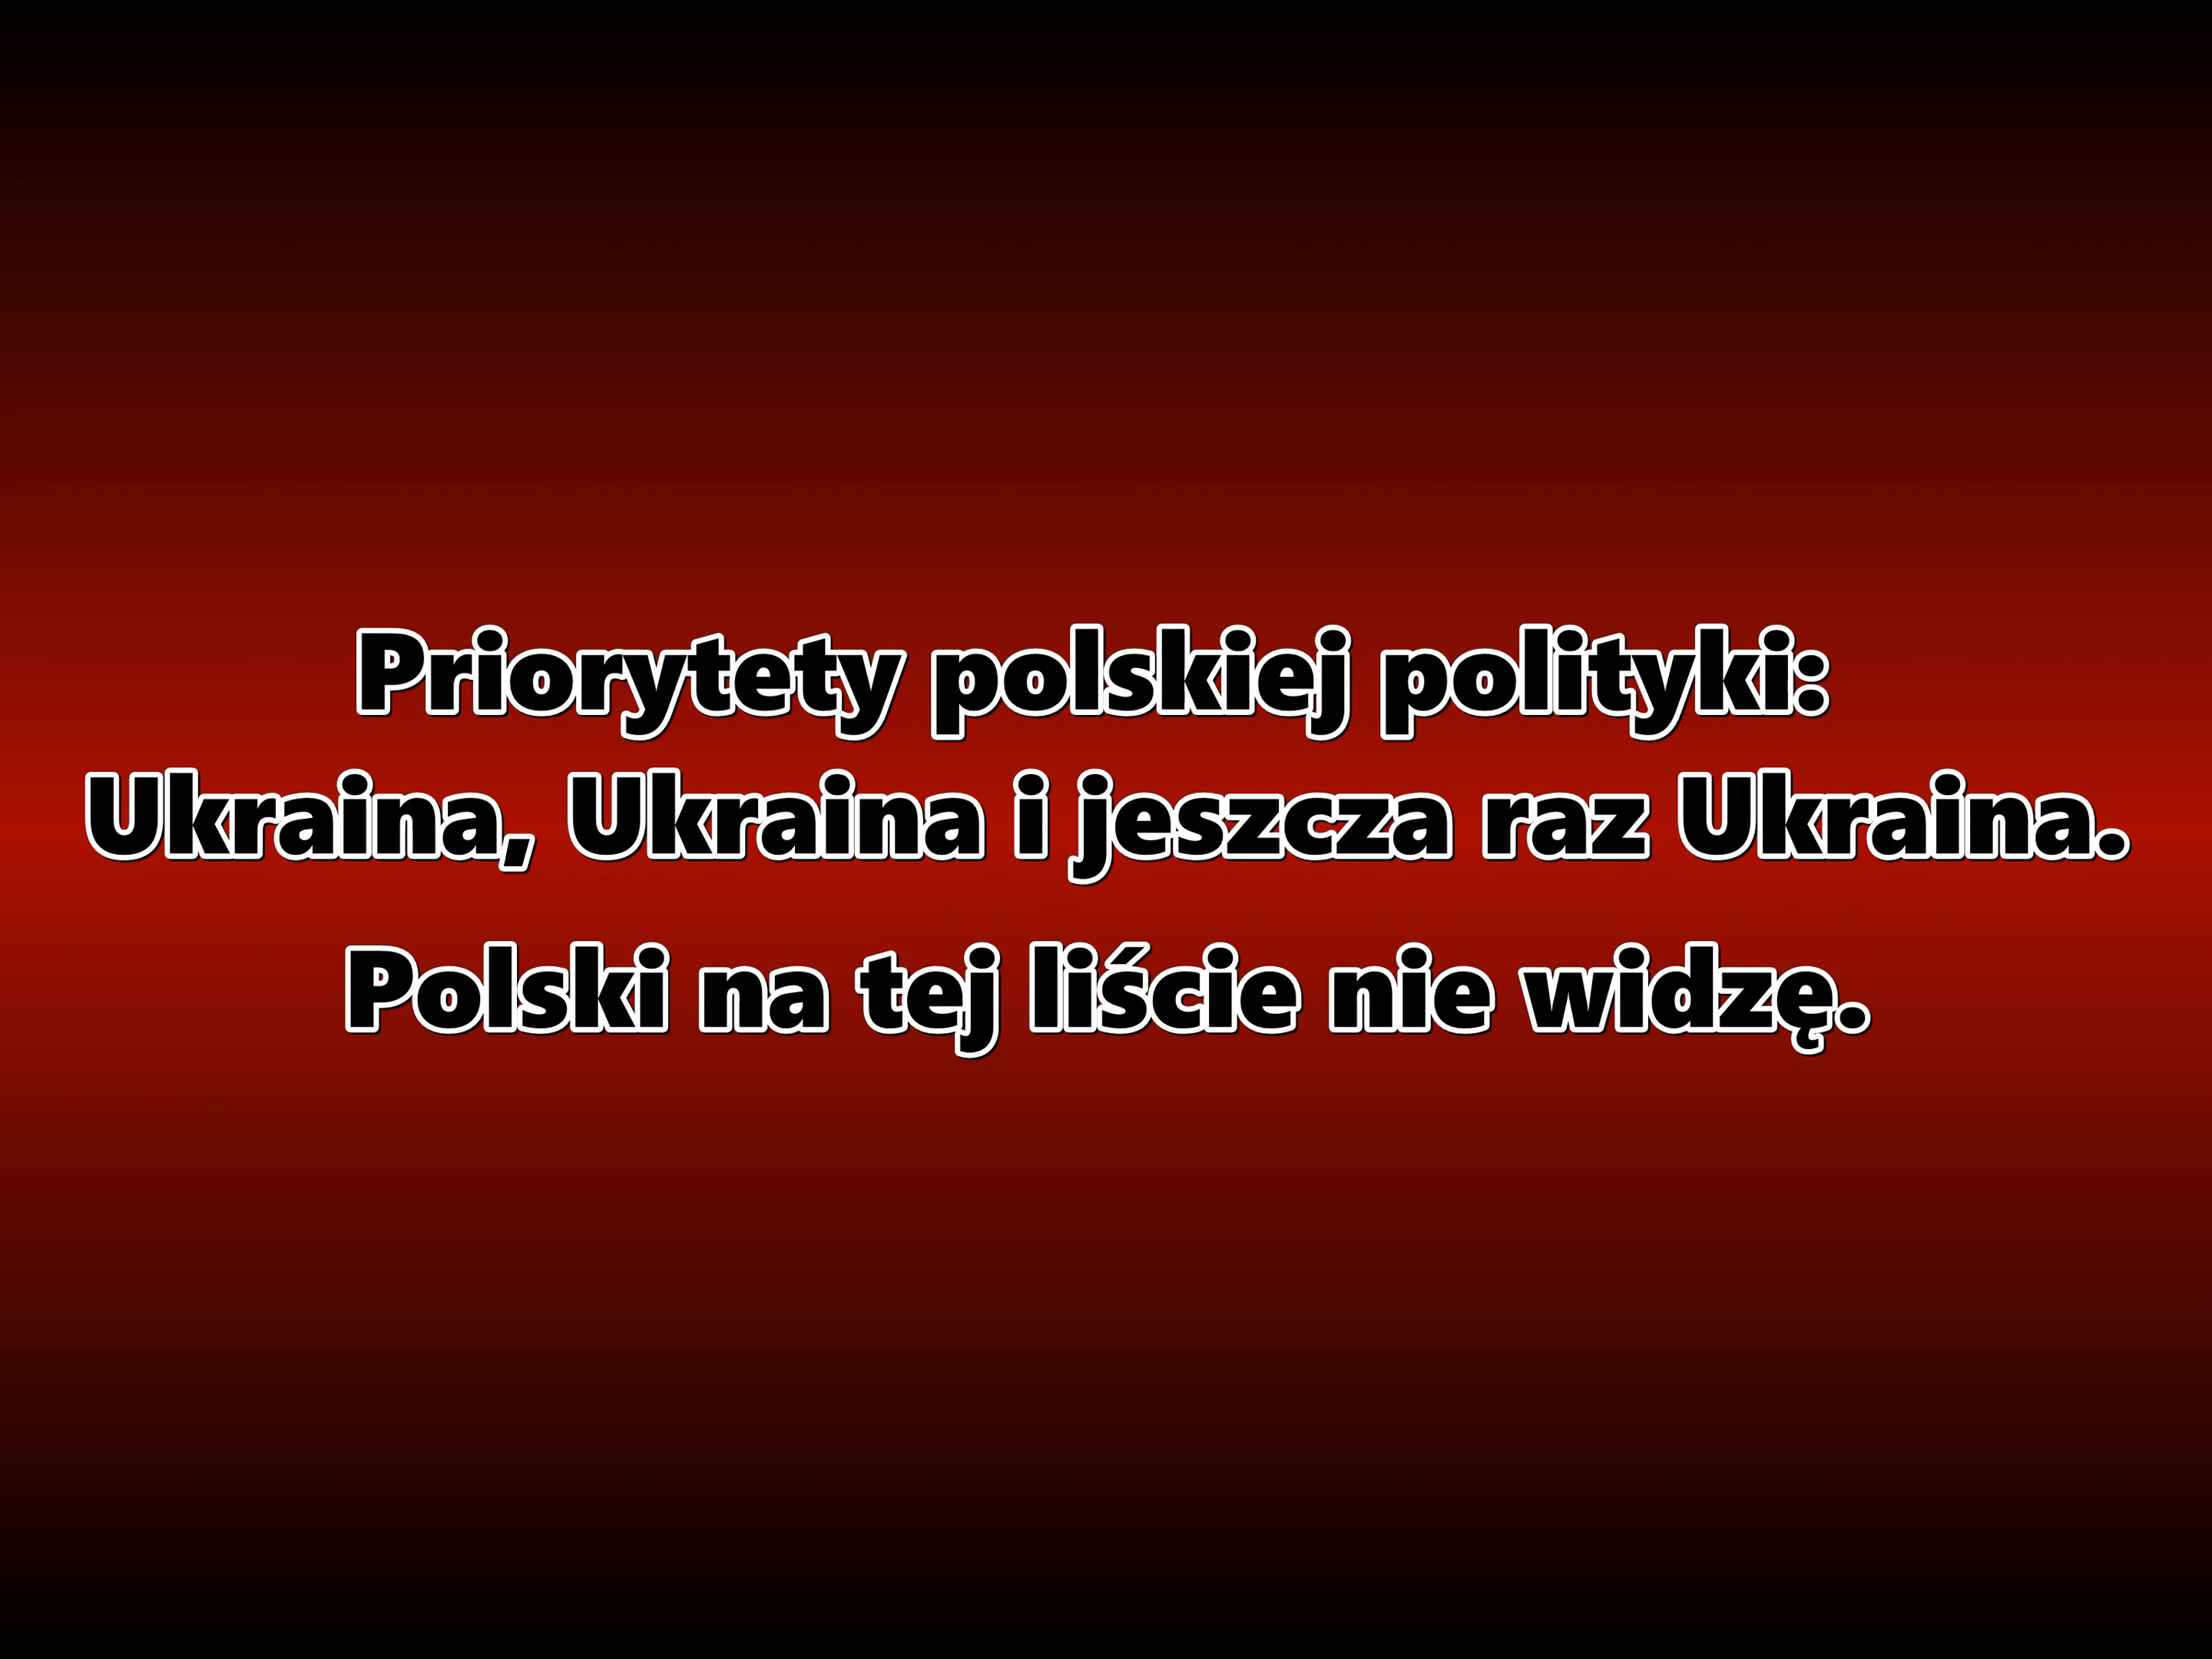 Priorytety polskiej polityki:
Ukraina, Ukraina i jeszcza raz Ukraina.
Polski na tej liście nie widzę.